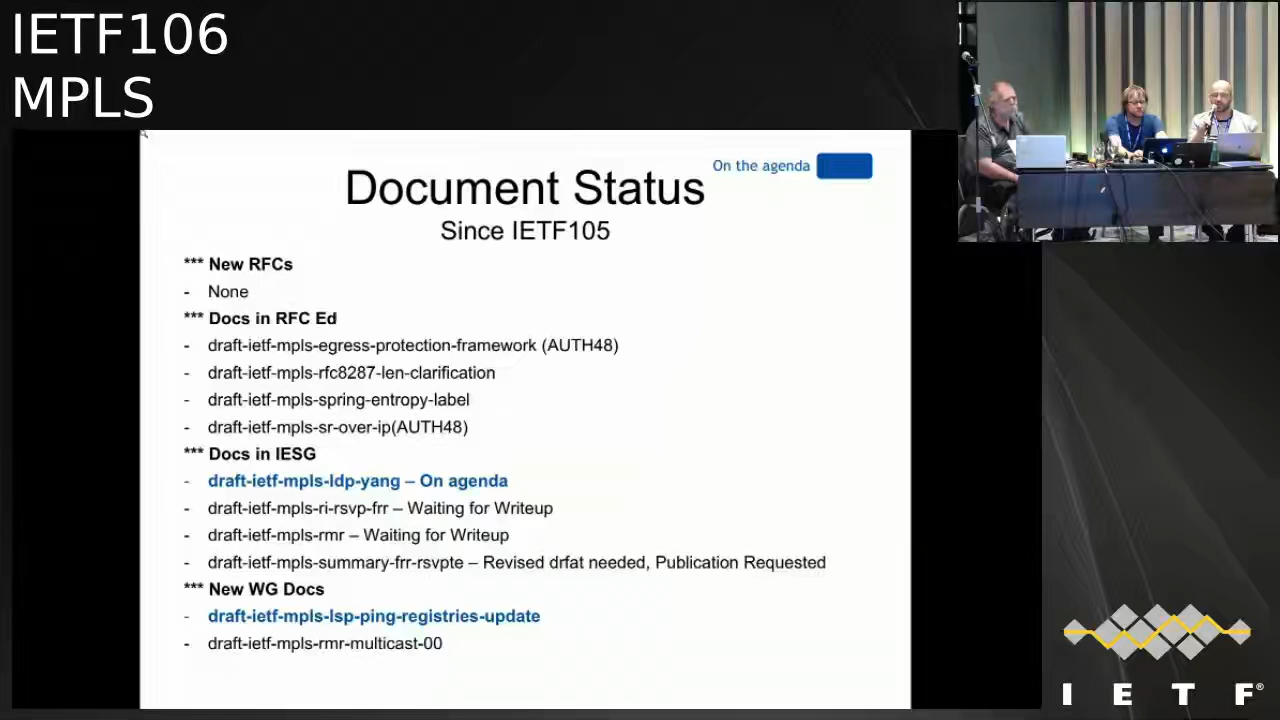 IETF106
MPLS
On the agenda
Document Status
Since IETF105
*** New RFCs
- None
*** Docs in RFC Ed
- draft-ietf-mpls-egress-protection-framework (AUTH48)
- draft-ietf-mpls-rfc8287-len-clarification
- draft-ietf-mpls-spring-entropy-label
- draft-ietf-mpls-sr-over-ip(AUTH48)
*** Docs in IESG
- draft-ietf-mpls-ldp-yang – On agenda
- draft-ietf-mpls-ri-rsvp-frr – Waiting for Writeup
- draft-ietf-mpls-rmr – Waiting for Writeup
- draft-ietf-mpls-summary-frr-rsvpte – Revised drfat needed, Publication Requested
*** New WG Docs
- draft-ietf-mpls-lsp-ping-registries-update
- draft-ietf-mpls-rmr-multicast-00
I E T F®